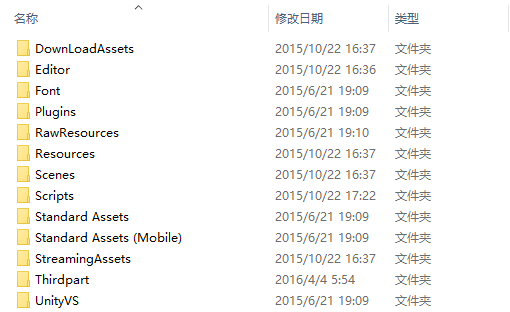 名称 修改日期 类型
DownLoadAssets 2015/10/22 16:37 文件夹
Editor 2015/10/22 16:36 文件夹
Font 2015/6/21 19:09 文件夹
Plugins 2015/6/21 19:09 文件夹
RawResources 2015/6/21 19:10 文件夹
Resources 2015/10/22 16:37 文件夹
Scenes 2015/10/22 16:37 文件夹
Scripts 2015/10/22 17:22 文件夹
Standard Assets 2015/6/21 19:09 文件夹
Standard Assets (Mobile) 2015/6/21 19:09 文件夹
StreamingAssets 2015/10/22 16:37 文件夹
Thirdpart 2016/4/4 5:54 文件夹
UnityVS 2015/6/21 19:09 文件夹